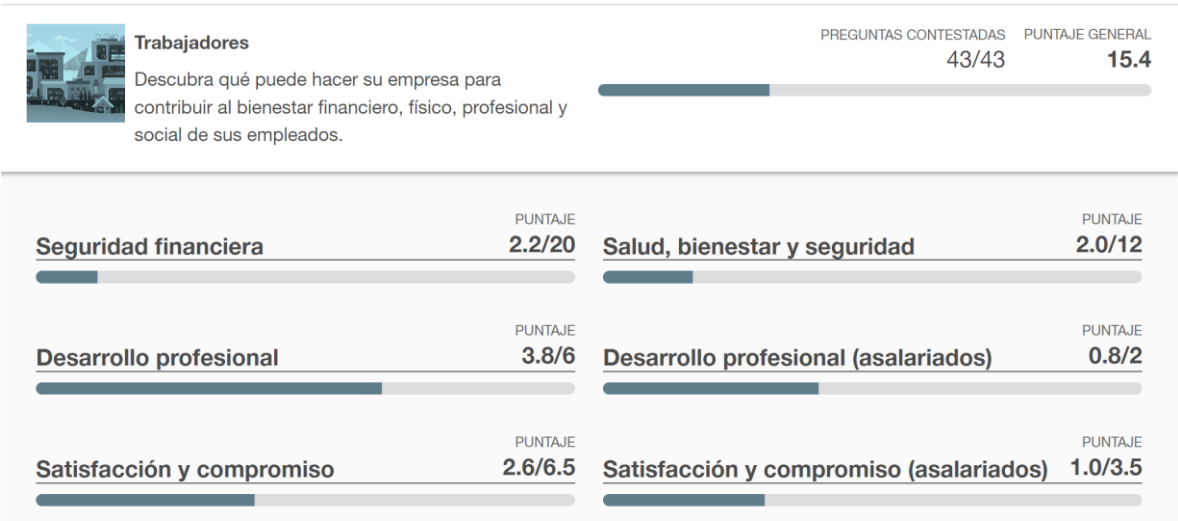 Trabajadores
Descubra qué puede hacer su empresa para
contribuir al bienestar financiero, físico, profesional y
social de sus empleados.
PREGUNTAS CONTESTADAS PUNTAJE GENERAL
43/43 15.4
PUNTAJE
Seguridad financiera 2.2/20
PUNTAJE
Salud, bienestar y seguridad 2.0/12
PUNTAJE
Desarrollo profesional 3.8/6
PUNTAJE
Desarrollo profesional (asalariados) 0.8/2
PUNTAJE
Satisfacción y compromiso 2.6/6.5
PUNTAJE
Satisfacción y compromiso (asalariados) 1.0/3.5